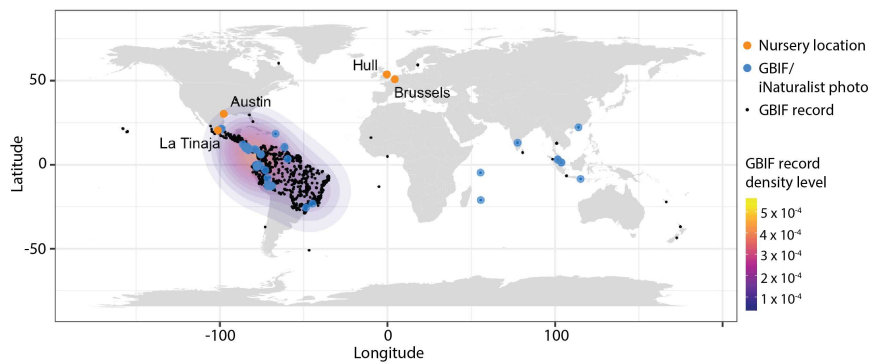 Hull
Brussels
Austin
La Tinaja
50
0
-50
Latitude
-100
0
100
Longitude
Nursery location
GBIF/
iNaturalist photo
GBIF record
GBIF record
density level
5 x 10⁻⁴
4 x 10⁻⁴
3 x 10⁻⁴
2 x 10⁻⁴
1 x 10⁻⁴